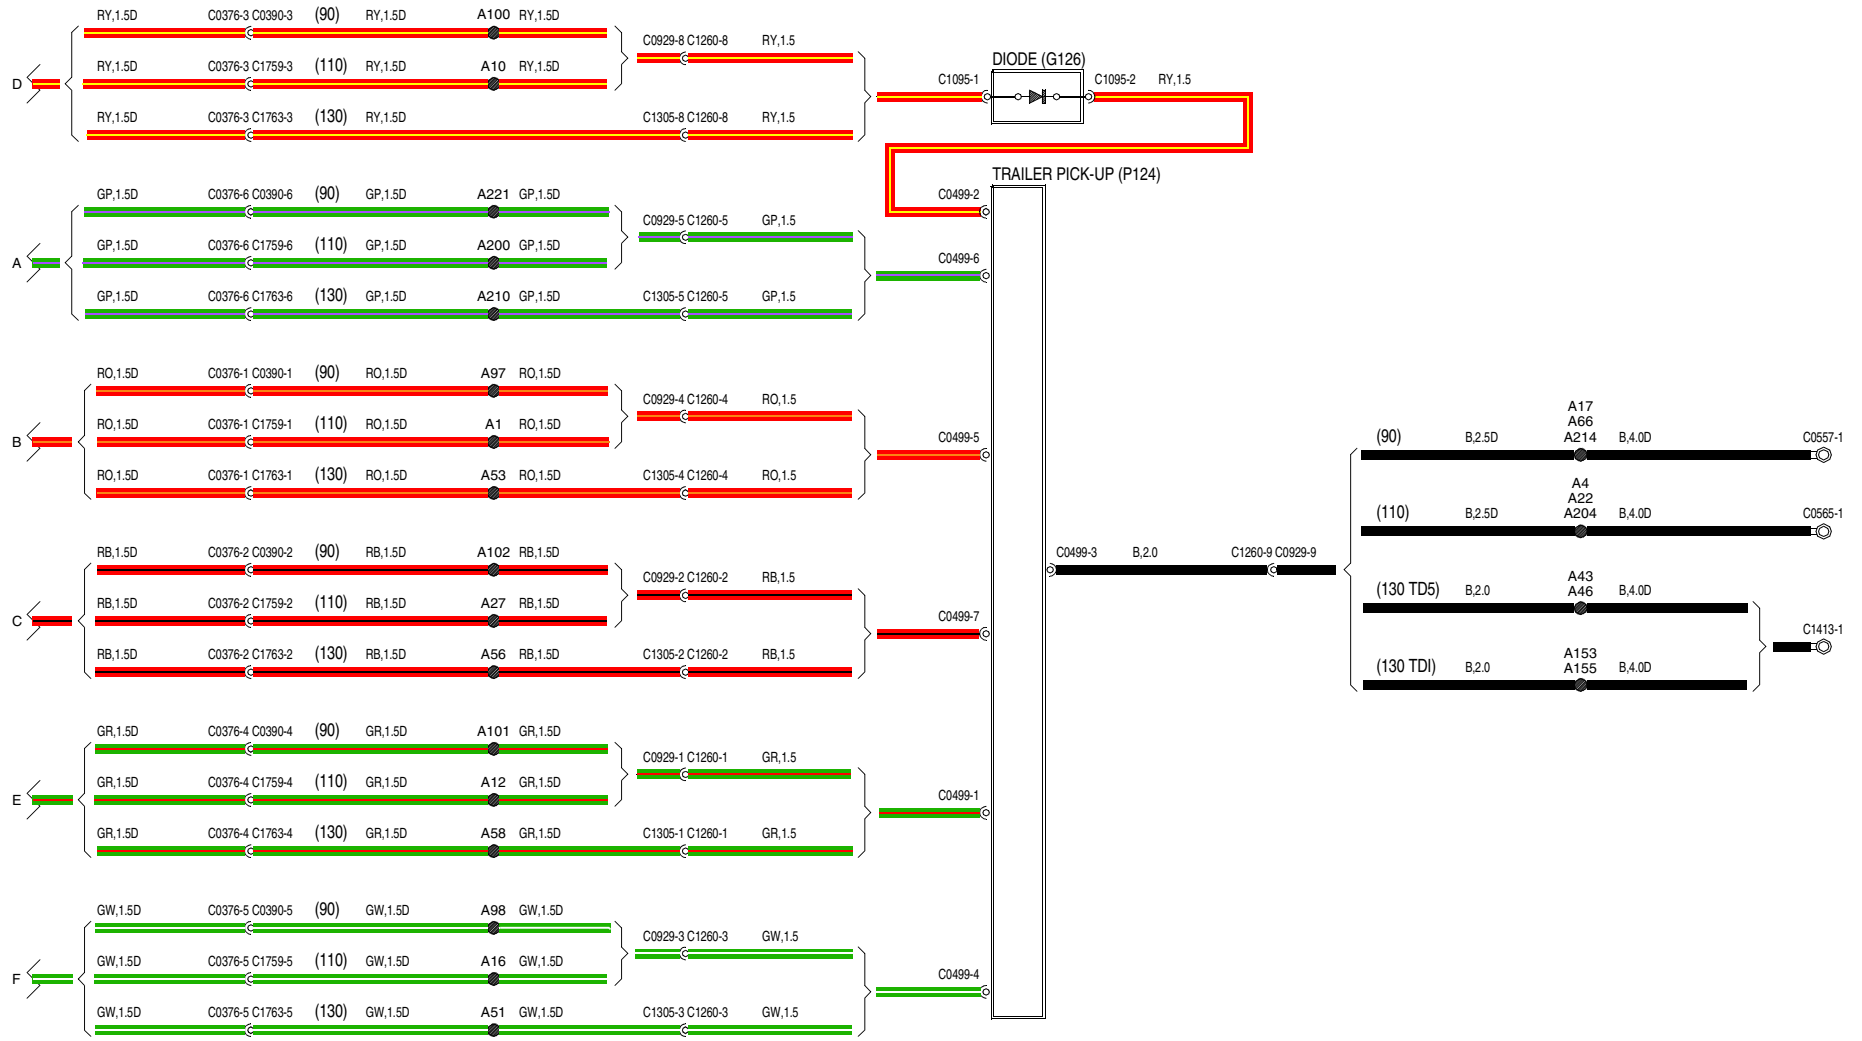 RY,1.5D C0376-3 C0390-3 (90) RY,1.5D A100 RY,1.5D
C0929-8 C1260-8 RY,1.5
D RY,1.5D C0376-3 C1759-3 (110) RY,1.5D A10 RY,1.5D
DIODE (G126)
C1095-1 C1095-2 RY,1.5
RY,1.5D C0376-3 C1763-3 (130) RY,1.5D C1305-8 C1260-8 RY,1.5
TRAILER PICK-UP (P124)
C0499-2
GP,1.5D C0376-6 C0390-6 (90) GP,1.5D A221 GP,1.5D
C0929-5 C1260-5 GP,1.5
A GP,1.5D C0376-6 C1759-6 (110) GP,1.5D A200 GP,1.5D
C0499-6
GP,1.5D C0376-6 C1763-6 (130) GP,1.5D A210 GP,1.5D C1305-5 C1260-5 GP,1.5
RO,1.5D C0376-1 C0390-1 (90) RO,1.5D A97 RO,1.5D
C0929-4 C1260-4 RO,1.5
B RO,1.5D C0376-1 C1759-1 (110) RO,1.5D A1 RO,1.5D
C0499-5
RO,1.5D C0376-1 C1763-1 (130) RO,1.5D A53 RO,1.5D C1305-4 C1260-4 RO,1.5
A17
A66
(90) B,2.5D A214 B,4.0D C0557-1
A4
A22
(110) B,2.5D A204 B,4.0D C0565-1
C0499-3 B,2.0 C1260-9 C0929-9
A43
(130 TD5) B,2.0 A46 B,4.0D
C1413-1
A153
(130 TDI) B,2.0 A155 B,4.0D
RB,1.5D C0376-2 C0390-2 (90) RB,1.5D A102 RB,1.5D
C0929-2 C1260-2 RB,1.5
C RB,1.5D C0376-2 C1759-2 (110) RB,1.5D A27 RB,1.5D
C0499-7
RB,1.5D C0376-2 C1763-2 (130) RB,1.5D A56 RB,1.5D C1305-2 C1260-2 RB,1.5
GR,1.5D C0376-4 C0390-4 (90) GR,1.5D A101 GR,1.5D
C0929-1 C1260-1 GR,1.5
E GR,1.5D C0376-4 C1759-4 (110) GR,1.5D A12 GR,1.5D
C0499-1
GR,1.5D C0376-4 C1763-4 (130) GR,1.5D A58 GR,1.5D C1305-1 C1260-1 GR,1.5
GW,1.5D C0376-5 C0390-5 (90) GW,1.5D A98 GW,1.5D
C0929-3 C1260-3 GW,1.5
F GW,1.5D C0376-5 C1759-5 (110) GW,1.5D A16 GW,1.5D
C0499-4
GW,1.5D C0376-5 C1763-5 (130) GW,1.5D A51 GW,1.5D C1305-3 C1260-3 GW,1.5